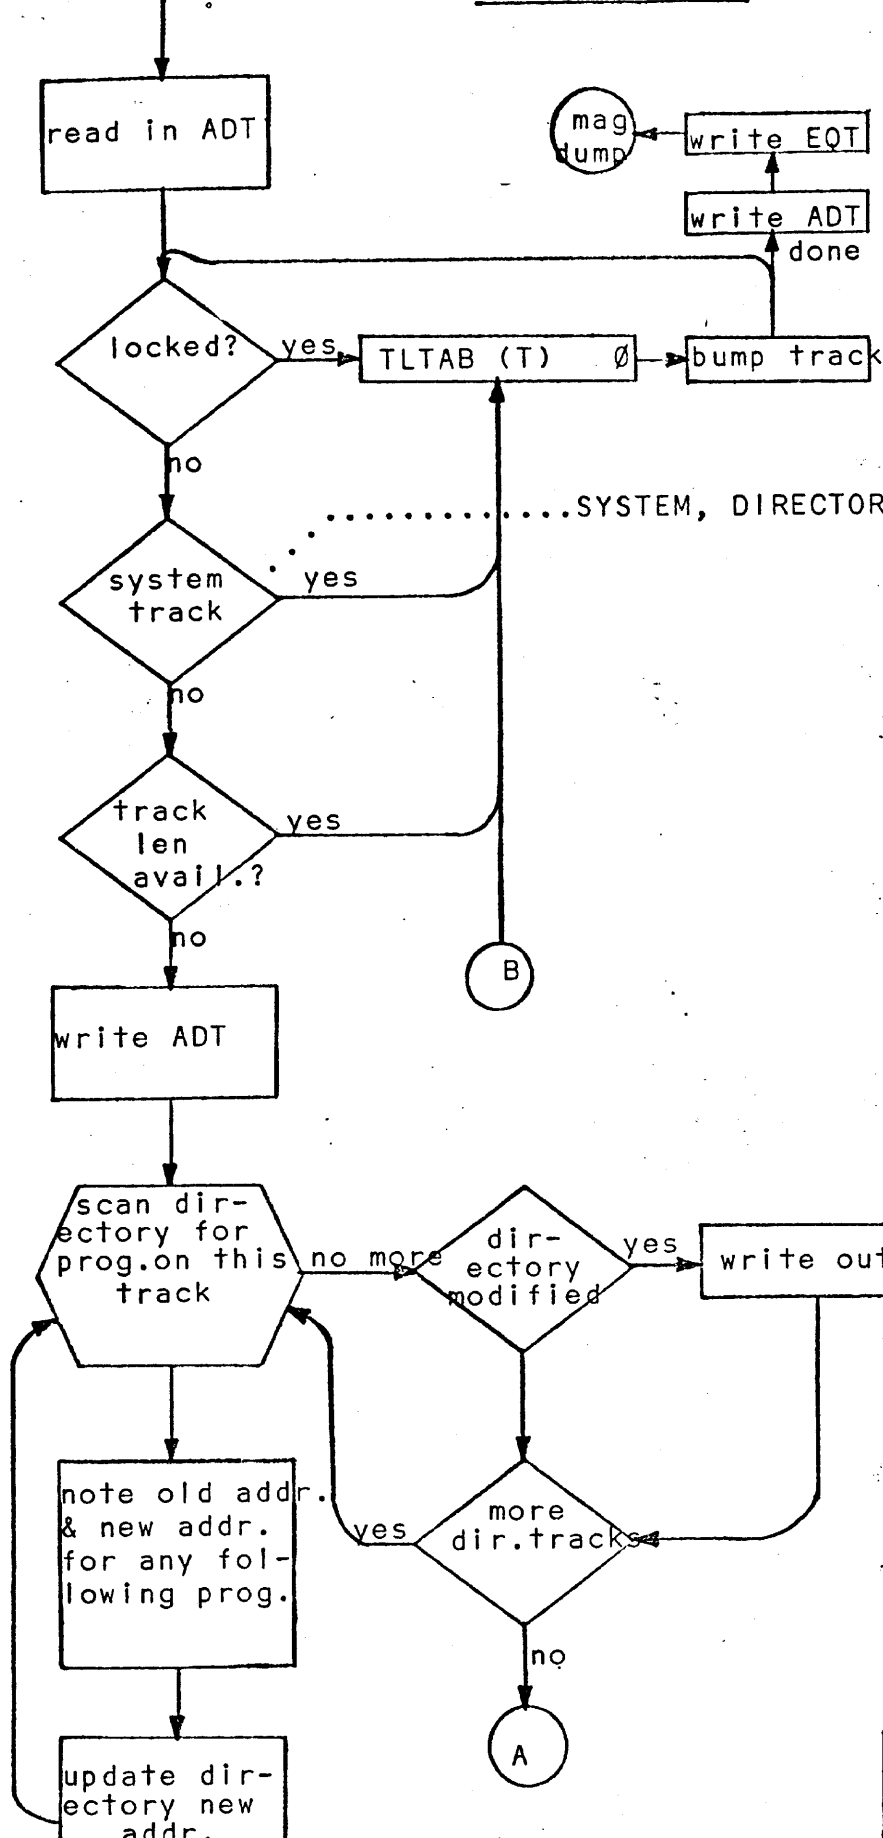 read in ADT
mag
dump
write EQT
write ADT
done
locked?
yes
TLTAB (T) Ø
bump track
no
SYSTEM, DIRECTOR
system
track
yes
no
track
len
avail.?
yes
no
B
write ADT
scan dir-
ectory for
prog.on this
track
no more
dir-
ectory
modified
yes
write out
note old addr.
& new addr.
for any fol-
lowing prog.
yes
more
dir.tracks
no
A
update dir-
ectory new
addr.